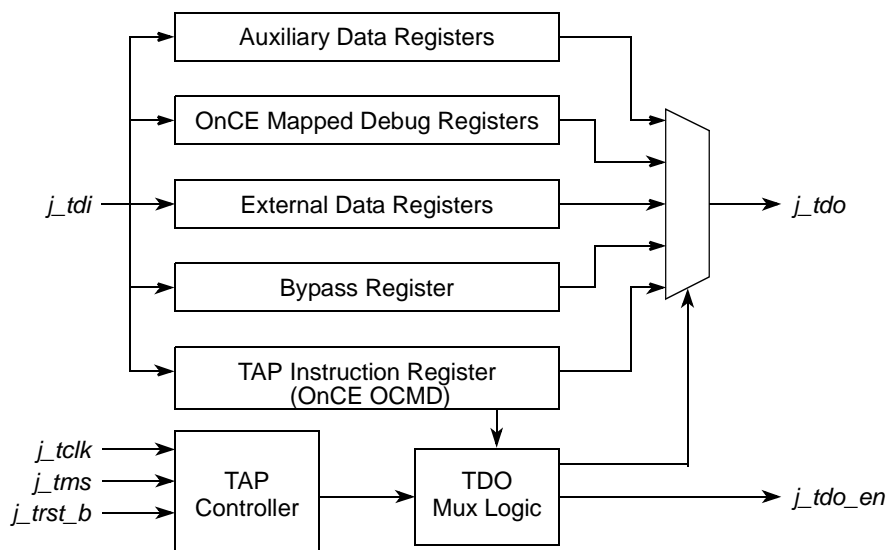 Auxiliary Data Registers
OnCE Mapped Debug Registers
j_tdi
External Data Registers
j_tdo
Bypass Register
TAP Instruction Register
(OnCE OCMD)
j_tclk
j_tms
j_trst_b
TAP
Controller
TDO
Mux Logic
j_tdo_en